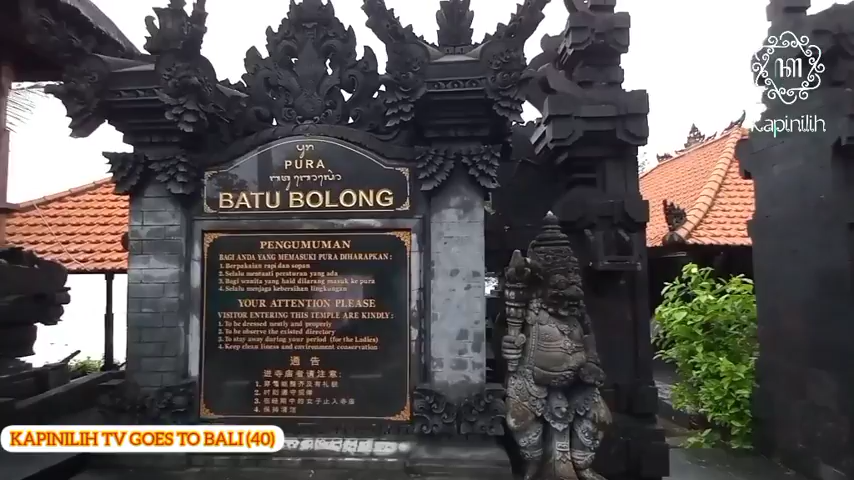 Kapinilih
PURA
BATU BOLONG
PENGUMUMAN
BAGI ANDA YANG MEMASUKI PURA DIHARAPKAN:
1. Berpakaian rapi dan sopan
2. Selalu mentaati peraturan yang ada
3. Bagi wanita yang HAID dilarang masuk ke pura
4. Selalu menjaga kebersihan lingkungan
YOUR ATTENTION PLEASE
VISITOR ENTERING THIS TEMPLE ARE KINDLY:
1. To be dressed neatly and properly
2. To be observe the existed directory
3. To stay away during your period (for the Ladies)
4. Keep clean liness and environment conservation
通 告
KAPINILIH TV GOES TO BALI (40)